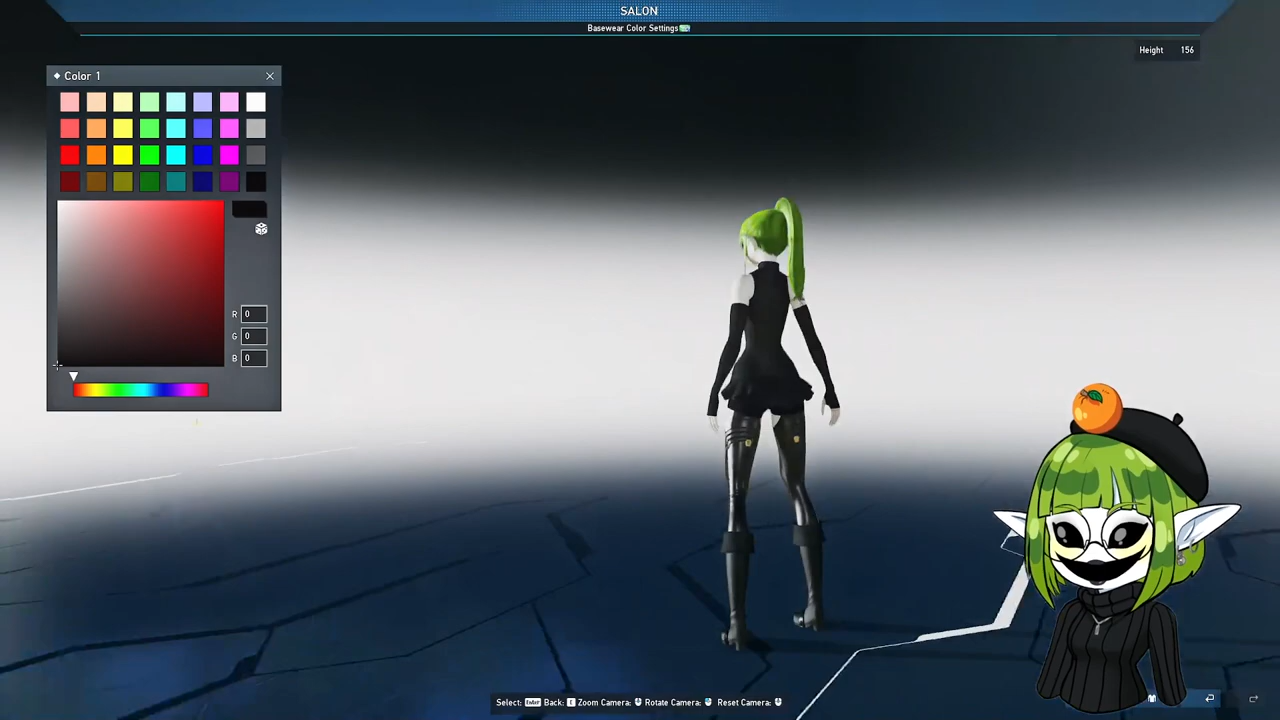 SALON
Basewear Color Settings
Height 156
Color 1
R 0
G 0
B 0
Select: Enter Back: Zoom Camera: Rotate Camera: Reset Camera: